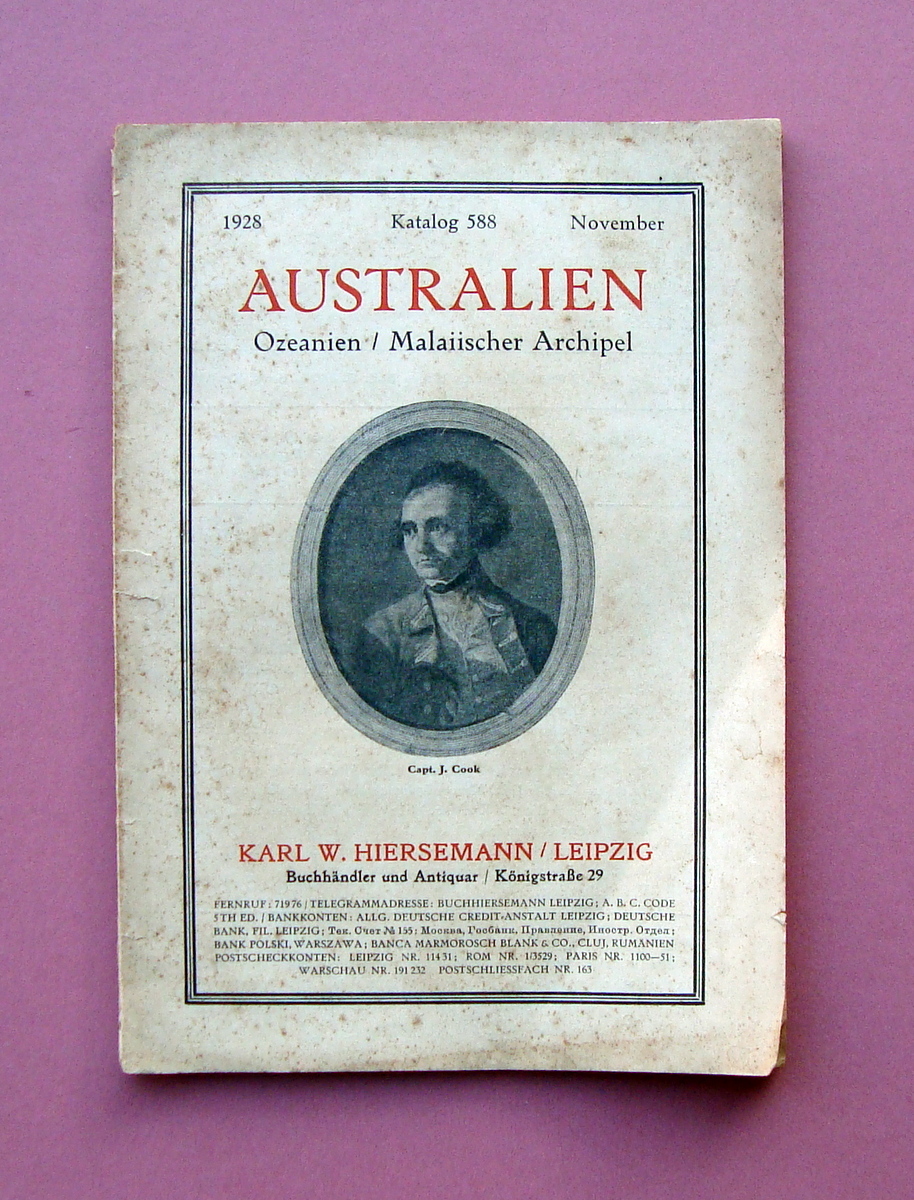 1928 Katalog 588 November
AUSTRALIEN
Ozeanien / Malaiischer Archipel
Capt. J. Cook
KARL W. HIERSEMANN / LEIPZIG
Buchhändler und Antiquar / Königstraße 29
FERNRUF: 71976 / TELEGRAMMADRESSE: BUCHHIERSEMANN LEIPZIG; A. B. C. CODE
5TH ED. / BANKKONTEN: ALLG. DEUTSCHE CREDIT-ANSTALT LEIPZIG; DEUTSCHE
BANK, FIL. LEIPZIG; Тек. Счет № 155: Москва, Госбанк, Правление, Иностр. Отдел;
BANK POLSKI, WARSZAWA; BANCA MARMOROSCH BLANK & CO., CLUJ, RUMÄNIEN
POSTSCHECKKONTEN: LEIPZIG NR. 11431; ROM NR. 1/3529; PARIS NR. 1100—51;
WARSCHAU NR. 191232 POSTSCHLIESSFACH NR. 163